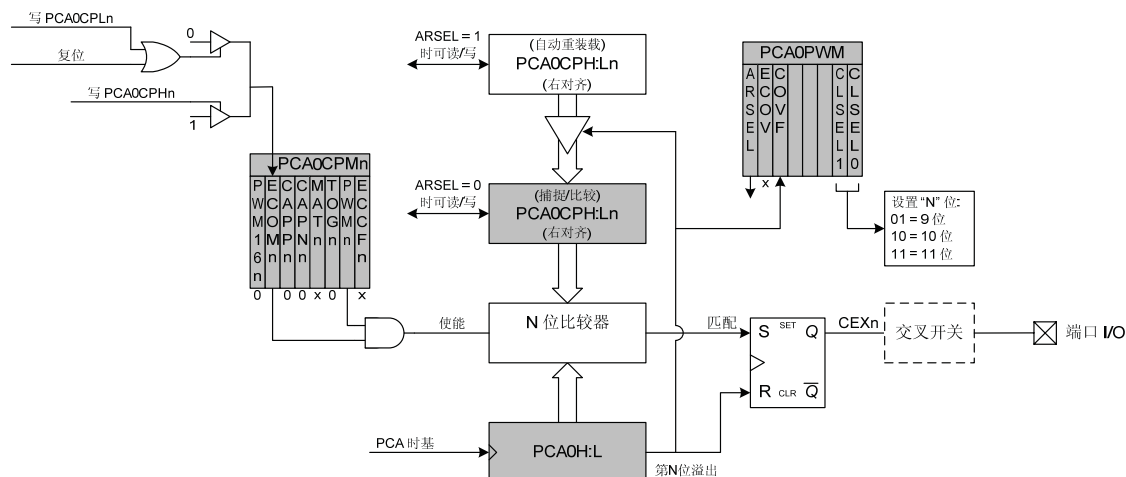 写 PCA0CPLn
复位
写 PCA0CPHn
0
1
PCA0CPMn
PWM16n
ECOMn
CAPPn
CAPNn
MATn
TOGn
PWMn
ECCFn
0
0
0
x
0
x
ARSEL = 1
时可读/写
(自动重装载)
PCA0CPH:Ln
(右对齐)
ARSEL = 0
时可读/写
(捕捉/比较)
PCA0CPH:Ln
(右对齐)
使能
N 位比较器
匹配
PCA 时基
PCA0H:L
第N位溢出
PCA0PWM
ARSEL
ECOV
COVF
CLSEL1
CLSEL0
x
设置 “N” 位:
01 = 9 位
10 = 10 位
11 = 11 位
S SET Q
R CLR Q
CEXn
交叉开关
端口 I/O